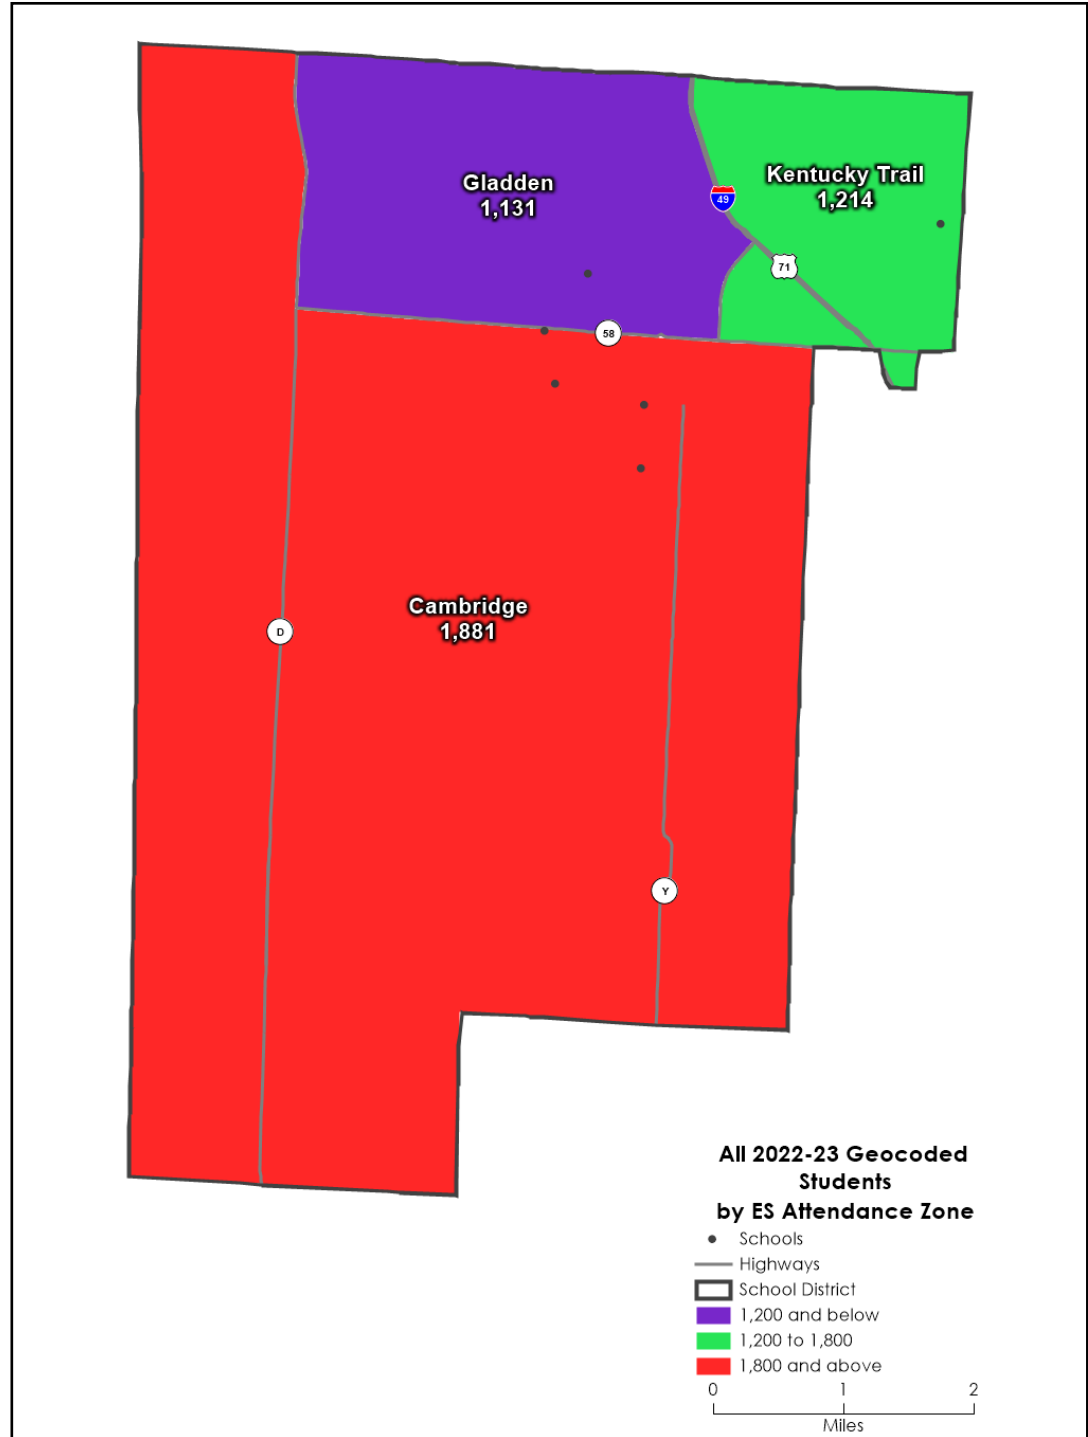 Gladden
1,131
Kentucky Trail
1,214
49
71
58
Cambridge
1,881
D
Y
All 2022-23 Geocoded
Students
by ES Attendance Zone
Schools
Highways
School District
1,200 and below
1,200 to 1,800
1,800 and above
0 1 2
Miles